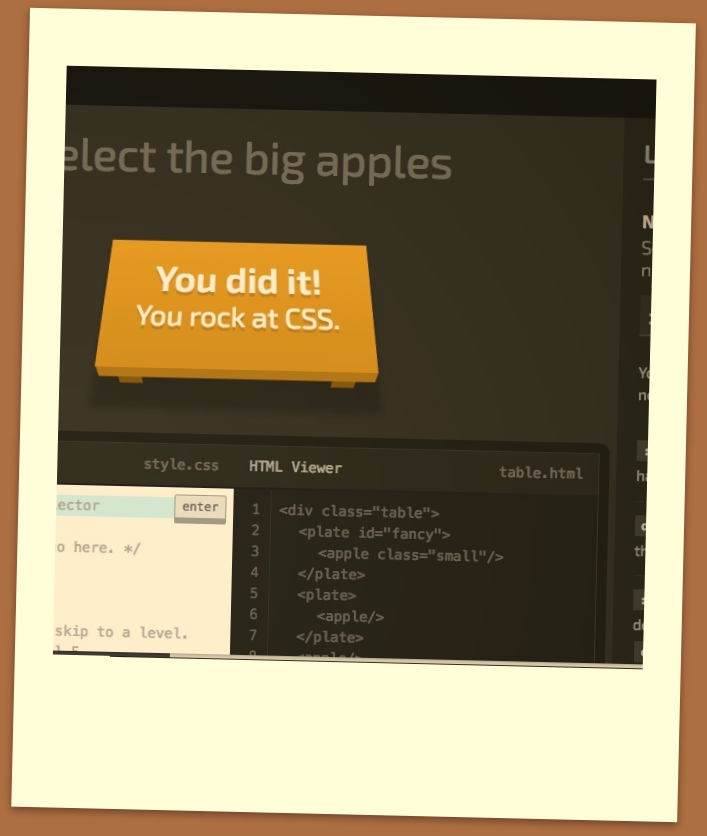 elect the big apples
You did it!
You rock at CSS.
style.css
HTML Viewer
table.html
ector
enter
o here. */
skip to a level.
1 <div class="table">
2 <plate id="fancy">
3 <apple class="small"/>
4 </plate>
5 <plate>
6 <apple/>
7 </plate>